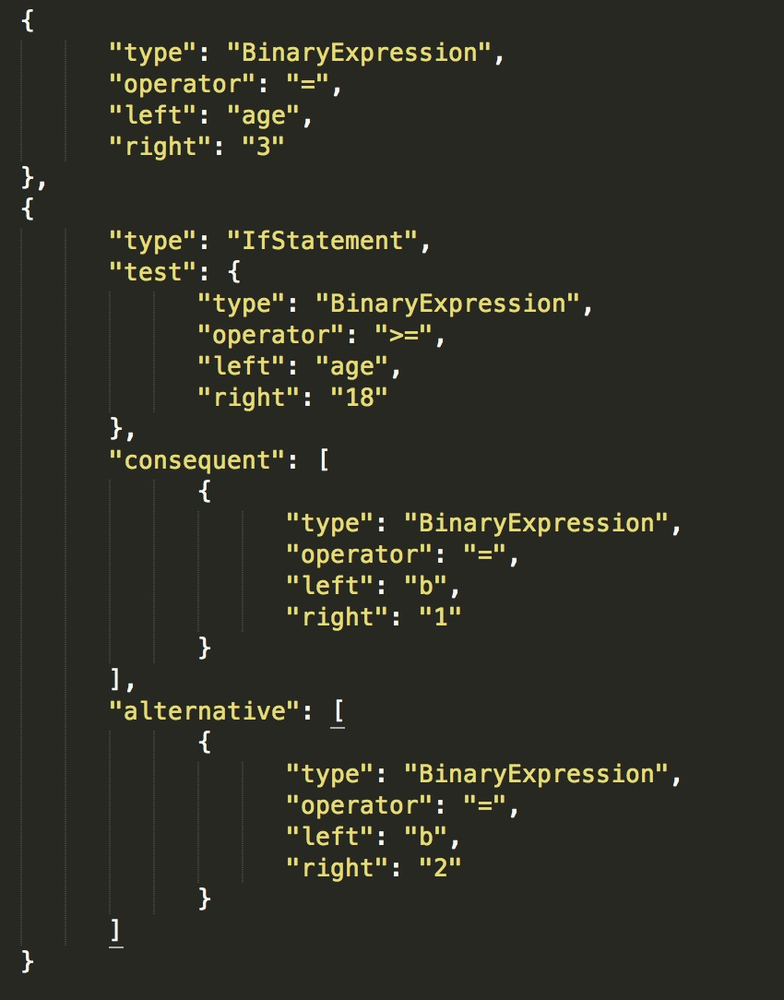 {
"type": "BinaryExpression",
"operator": "=",
"left": "age",
"right": "3"
},
{
"type": "IfStatement",
"test": {
"type": "BinaryExpression",
"operator": ">=",
"left": "age",
"right": "18"
},
"consequent": [
{
"type": "BinaryExpression",
"operator": "=",
"left": "b",
"right": "1"
}
],
"alternative": [
{
"type": "BinaryExpression",
"operator": "=",
"left": "b",
"right": "2"
}
]
}